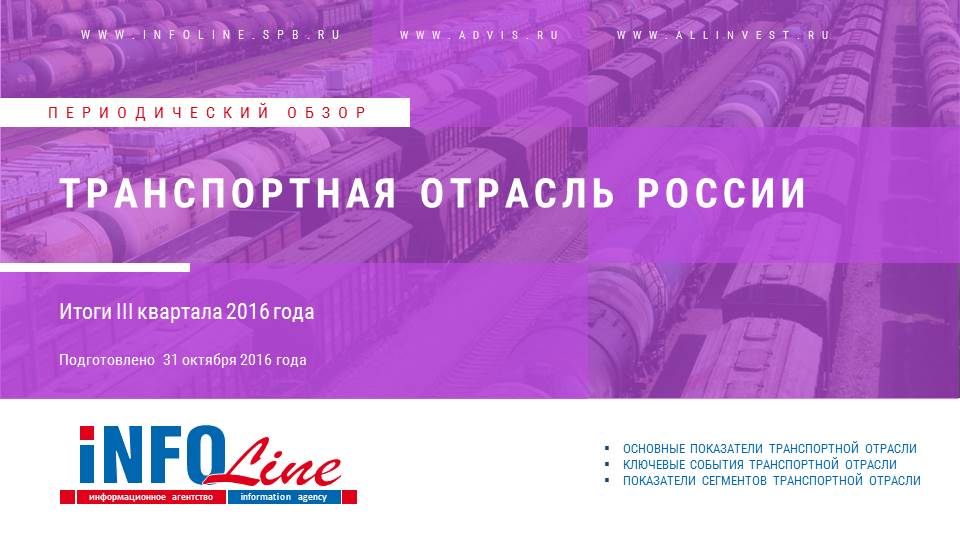 WWW.INFOLINE.SPB.RU WWW.ADVIS.RU WWW.ALLINVEST.RU
ПЕРИОДИЧЕСКИЙ ОБЗОР
ТРАНСПОРТНАЯ ОТРАСЛЬ РОССИИ
Итоги III квартала 2016 года
Подготовлено 31 октября 2016 года
iNFOLine
информационное агентство information agency
▪ ОСНОВНЫЕ ПОКАЗАТЕЛИ ТРАНСПОРТНОЙ ОТРАСЛИ
▪ КЛЮЧЕВЫЕ СОБЫТИЯ ТРАНСПОРТНОЙ ОТРАСЛИ
▪ ПОКАЗАТЕЛИ СЕГМЕНТОВ ТРАНСПОРТНОЙ ОТРАСЛИ